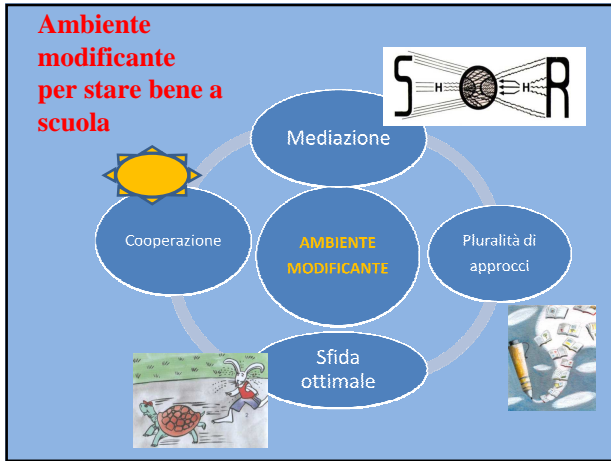 Ambiente
modificante
per stare bene a
scuola
S H O H R
Mediazione
Cooperazione
AMBIENTE
MODIFICANTE
Pluralità di
approcci
Sfida
ottimale